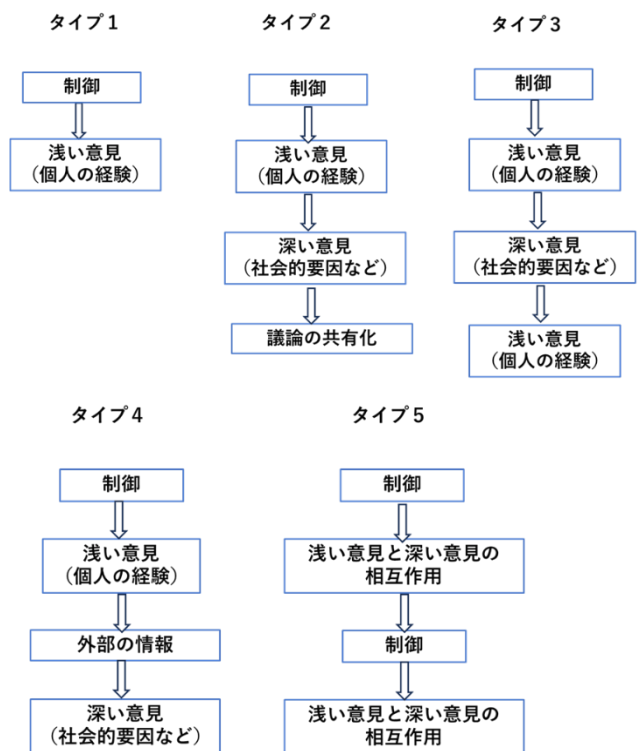 タイプ1
制御
浅い意見
（個人の経験）
タイプ2
制御
浅い意見
（個人の経験）
深い意見
（社会的要因など）
議論の共有化
タイプ3
制御
浅い意見
（個人の経験）
深い意見
（社会的要因など）
浅い意見
（個人の経験）
タイプ4
制御
浅い意見
（個人の経験）
外部の情報
深い意見
（社会的要因など）
タイプ5
制御
浅い意見と深い意見の
相互作用
制御
浅い意見と深い意見の
相互作用